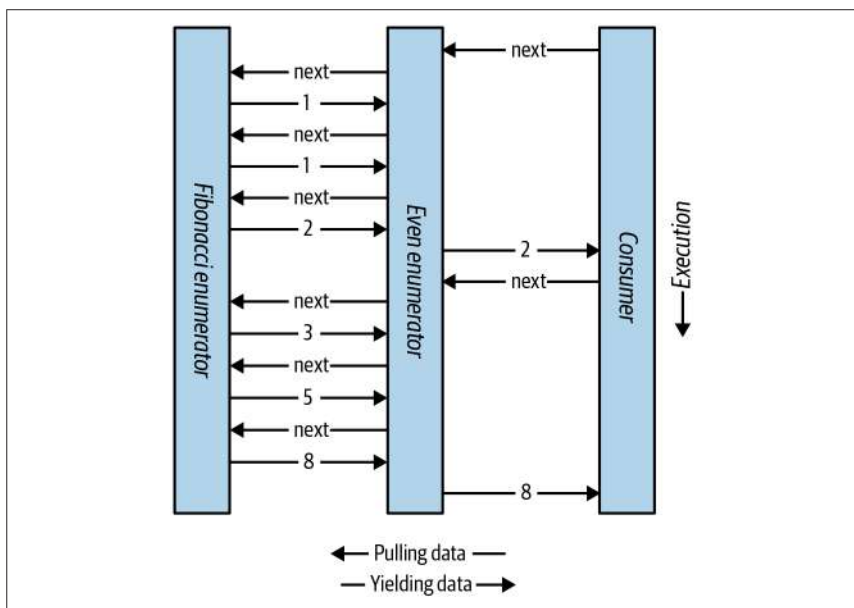 next
next
1
next
1
next
2
2
next
next
3
next
5
next
8
8
Fibonacci enumerator
Even enumerator
Consumer
Execution
Pulling data
Yielding data